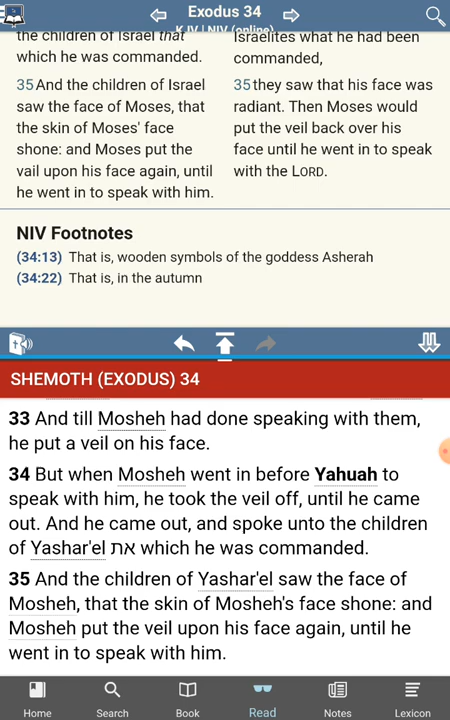 Exodus 34
KJV | NIV (online)
the children of Israel that
which he was commanded.
35 And the children of Israel
saw the face of Moses, that
the skin of Moses' face
shone: and Moses put the
vail upon his face again, until
he went in to speak with him.
Israelites what he had been
commanded,
35 they saw that his face was
radiant. Then Moses would
put the veil back over his
face until he went in to speak
with the LORD.
NIV Footnotes
(34:13) That is, wooden symbols of the goddess Asherah
(34:22) That is, in the autumn
SHEMOTH (EXODUS) 34
33 And till Mosheh had done speaking with them,
he put a veil on his face.
34 But when Mosheh went in before Yahuah to
speak with him, he took the veil off, until he came
out. And he came out, and spoke unto the children
of Yashar'el את which he was commanded.
35 And the children of Yashar'el saw the face of
Mosheh, that the skin of Mosheh's face shone: and
Mosheh put the veil upon his face again, until he
went in to speak with him.
Home Search Book Read Notes Lexicon